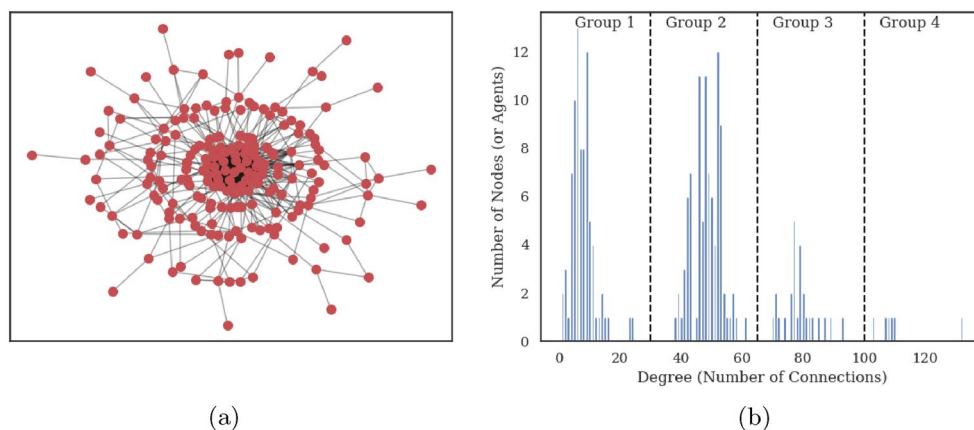 Group 1 Group 2 Group 3 Group 4
Number of Nodes (or Agents)
12
10
8
6
4
2
0
0 20 40 60 80 100 120
Degree (Number of Connections)
(a) (b)